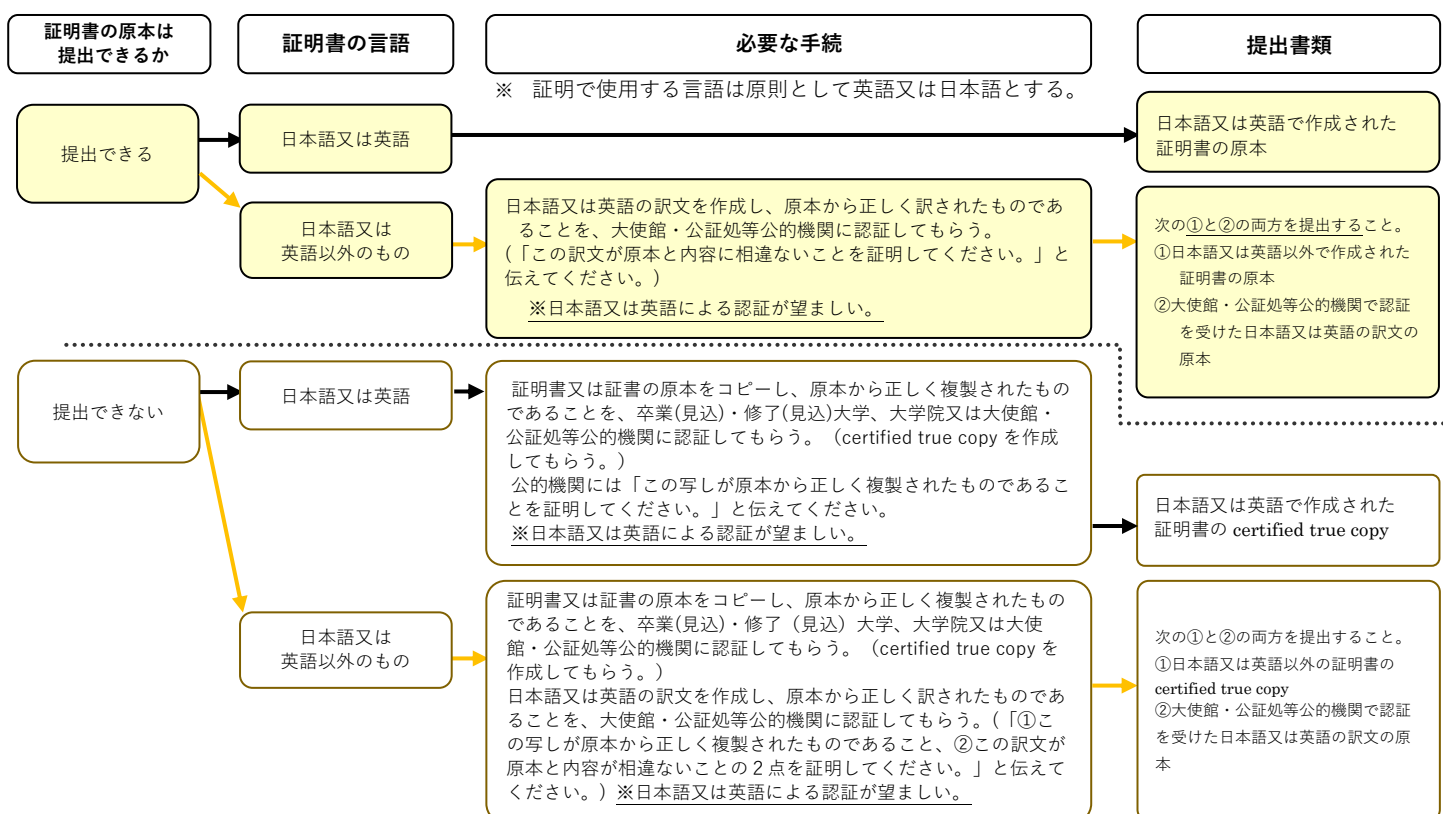 証明書の原本は
提出できるか
証明書の言語
必要な手続
提出書類
※　証明で使用する言語は原則として英語又は日本語とする。
提出できる
日本語又は英語
日本語又は英語で作成された
証明書の原本
日本語又は
英語以外のもの
日本語又は英語の訳文を作成し、原本から正しく訳されたものであ
ることを、大使館・公証処等公的機関に認証してもらう。
(「この訳文が原本と内容に相違ないことを証明してください。」と
伝えてください。)
※日本語又は英語による認証が望ましい。
次の①と②の両方を提出すること。
①日本語又は英語以外で作成された
証明書の原本
②大使館・公証処等公的機関で認証
を受けた日本語又は英語の訳文の
原本
提出できない
日本語又は英語
証明書又は証書の原本をコピーし、原本から正しく複製されたもの
であることを、卒業(見込)・修了(見込)大学、大学院又は大使館・
公証処等公的機関に認証してもらう。（certified true copy を作成
してもらう。）
公的機関には「この写しが原本から正しく複製されたものであるこ
とを証明してください。」と伝えてください。
※日本語又は英語による認証が望ましい。
日本語又は英語で作成された
証明書の certified true copy
日本語又は
英語以外のもの
証明書又は証書の原本をコピーし、原本から正しく複製されたもの
であることを、卒業(見込)・修了（見込）大学、大学院又は大使
館・公証処等公的機関に認証してもらう。（certified true copy を
作成してもらう。）
日本語又は英語の訳文を作成し、原本から正しく訳されたものであ
ることを、大使館・公証処等公的機関に認証してもらう。(「①こ
の写しが原本から正しく複製されたものであること、②この訳文が
原本と内容が相違ないことの２点を証明してください。」と伝えて
ください。）※日本語又は英語による認証が望ましい。
次の①と②の両方を提出すること。
①日本語又は英語以外の証明書の
certified true copy
②大使館・公証処等公的機関で認証
を受けた日本語又は英語の訳文の原
本